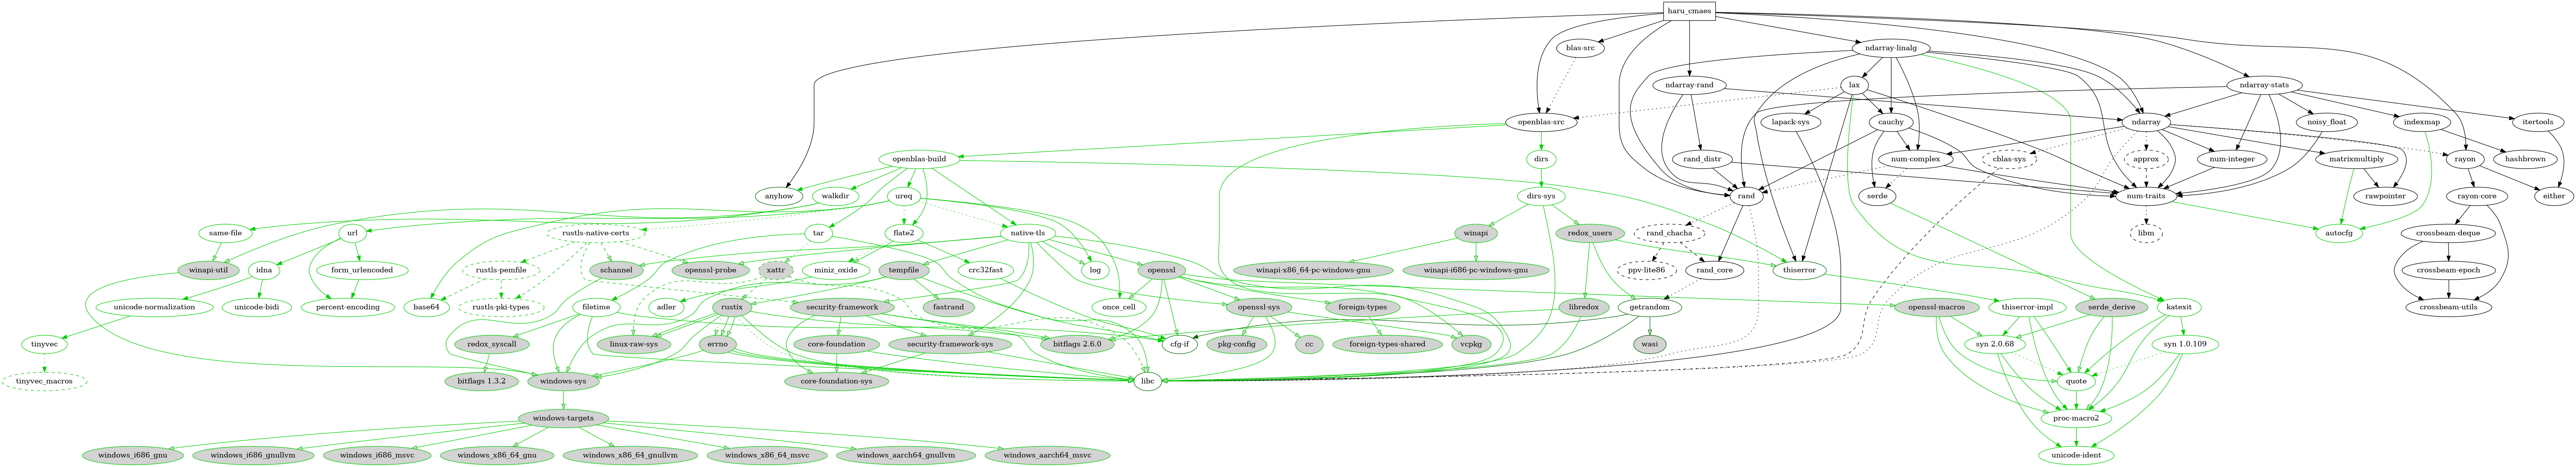 haru_cmaes
blas-src
ndarray-linalg
ndarray-rand
lax
ndarray-stats
openblas-src
lapack-sys
cauchy
ndarray
noisy_float
indexmap
itertools
openblas-build
dirs
rand_distr
num-complex
cblas-sys
approx
num-integer
matrixmultiply
rayon
hashbrown
anyhow
walkdir
ureq
dirs-sys
rand
serde
num-traits
rawpointer
rayon-core
either
same-file
url
rustls-native-certs
tar
flate2
native-tls
winapi
redox_users
rand_chacha
libm
autocfg
crossbeam-deque
winapi-util
idna
form_urlencoded
rustls-pemfile
schannel
openssl-probe
xattr
miniz_oxide
tempfile
crc32fast
log
openssl
winapi-x86_64-pc-windows-gnu
winapi-i686-pc-windows-gnu
ppv-lite86
rand_core
thiserror
crossbeam-epoch
unicode-normalization
unicode-bidi
percent-encoding
base64
rustls-pki-types
filetime
adler
rustix
security-framework
fastrand
once_cell
openssl-sys
foreign-types
libredox
getrandom
openssl-macros
thiserror-impl
serde_derive
katexit
crossbeam-utils
tinyvec
redox_syscall
linux-raw-sys
errno
core-foundation
security-framework-sys
bitflags 2.6.0
cfg-if
pkg-config
cc
foreign-types-shared
vcpkg
wasi
syn 2.0.68
syn 1.0.109
tinyvec_macros
bitflags 1.3.2
windows-sys
core-foundation-sys
libc
quote
windows-targets
proc-macro2
windows_i686_gnu
windows_i686_gnullvm
windows_i686_msvc
windows_x86_64_gnu
windows_x86_64_gnullvm
windows_x86_64_msvc
windows_aarch64_gnullvm
windows_aarch64_msvc
unicode-ident